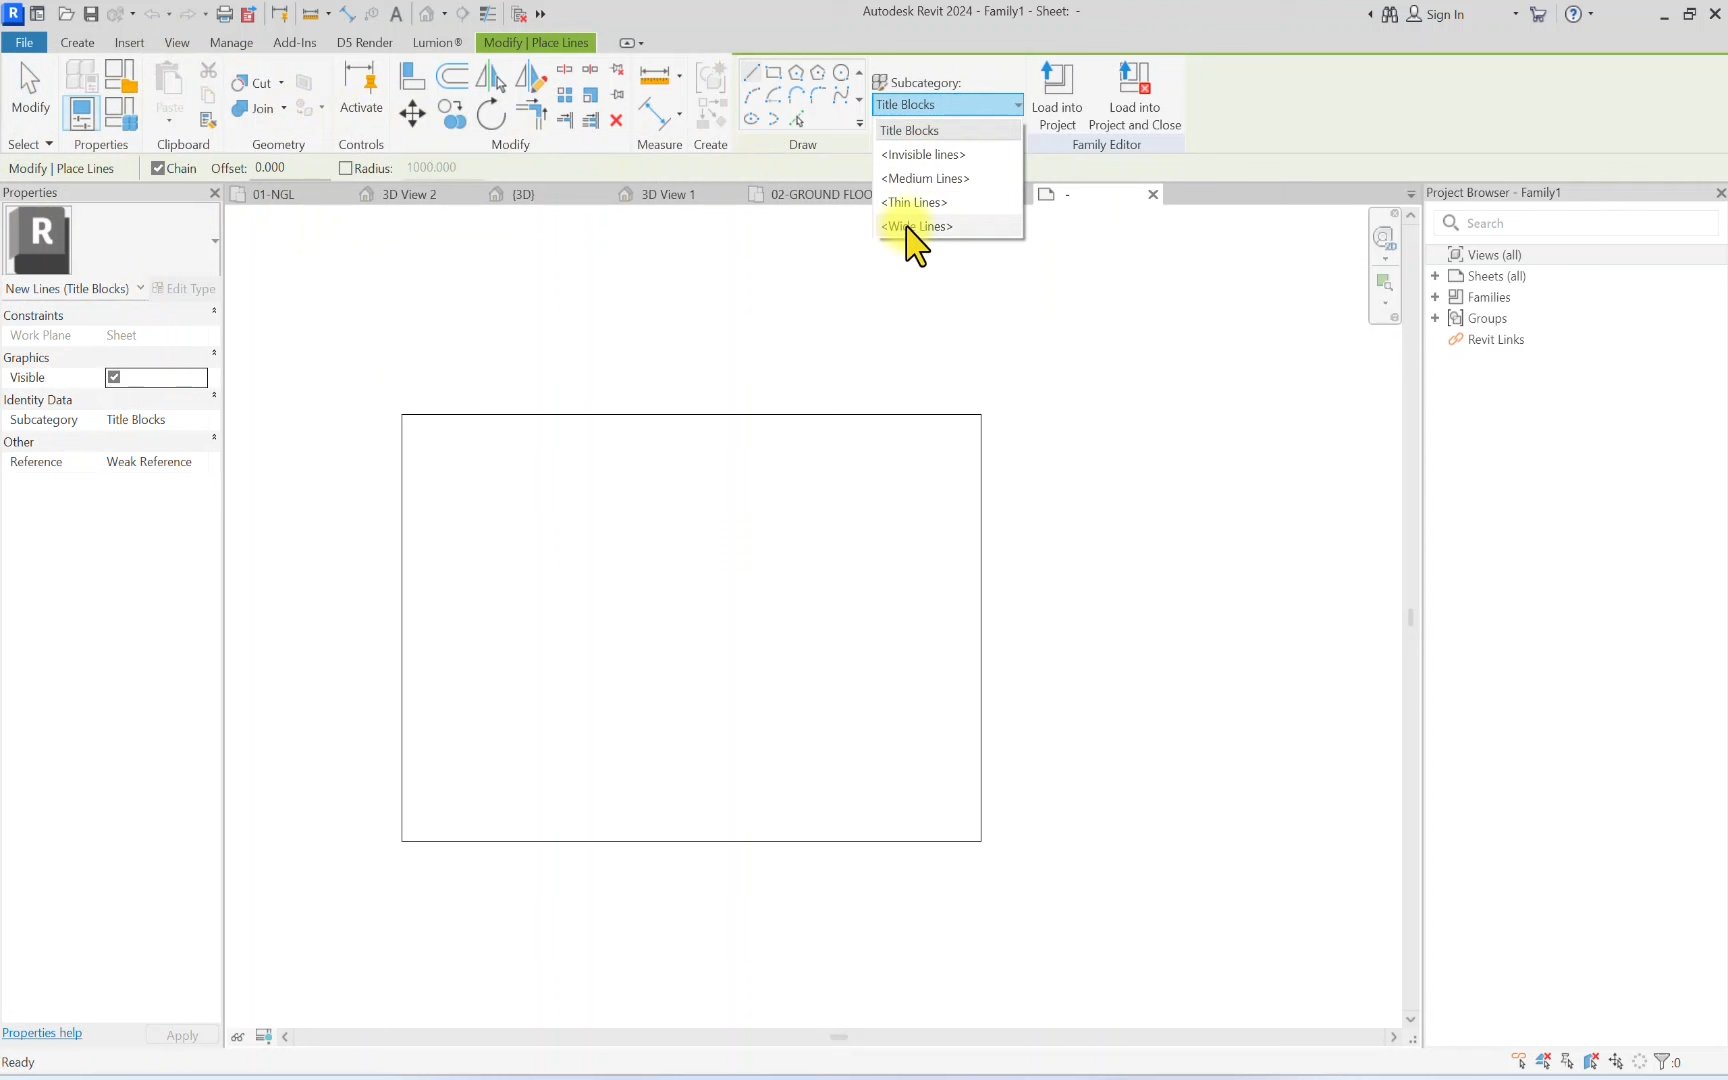 Autodesk Revit 2024 - Family1 - Sheet: -
Sign In
File Create Insert View Manage Add-Ins D5 Render Lumion® Modify | Place Lines
Modify
Paste
Cut
Join
Activate
Subcategory:
Title Blocks
Load into
Project
Load into
Project and Close
Select Properties Clipboard Geometry Controls Modify Measure Create Draw Family Editor
Title Blocks
<Invisible lines>
<Medium Lines>
<Thin Lines>
<Wide Lines>
Modify | Place Lines Chain Offset: 0.000 Radius: 1000.000
Properties
01-NGL 3D View 2 {3D} 3D View 1 02-GROUND FLOO -
Project Browser - Family1
Search
Views (all)
Sheets (all)
Families
Groups
Revit Links
R
New Lines (Title Blocks) Edit Type
Constraints
Work Plane Sheet
Graphics
Visible
Identity Data
Subcategory Title Blocks
Other
Reference Weak Reference
2D
Properties help Apply
Ready
:0